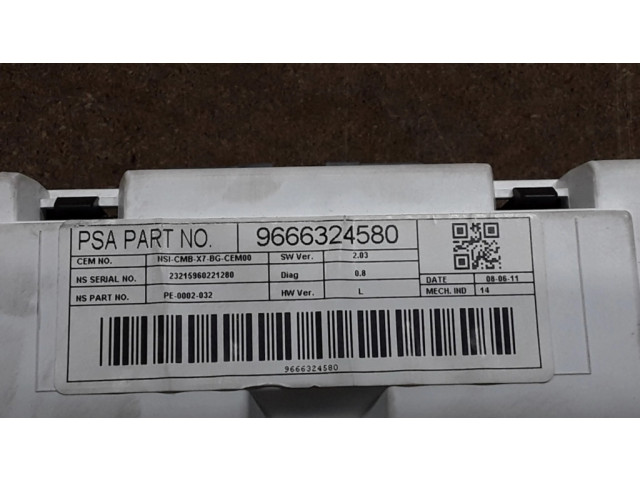 PSA PART NO. 9666324580
CEM NO. NSI-CMB-X7-BG-CEM00 SW Ver. 2.03
NS SERIAL NO. 23215960221280 Diag 0.8 DATE 08-06-11
NS PART NO. PE-0002-032 HW Ver. L MECH. IND 14
9666324580